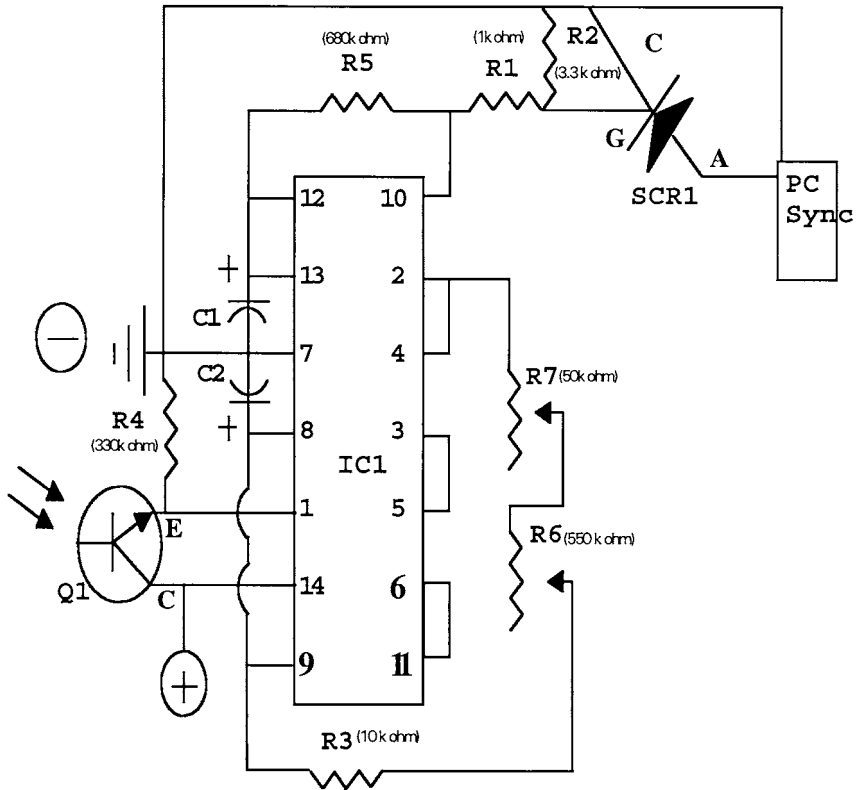 (680k ohm)
R5
(1k ohm)
R1
R2
(3.3k ohm)
C
G
A
SCR1
PC
Sync
12
10
+
13
2
C1
7
4
C2
R7(50k ohm)
R4
(330k ohm)
+
8
3
IC1
1
5
E
R6(550k ohm)
Q1
C
14
6
+
9
11
R3(10k ohm)